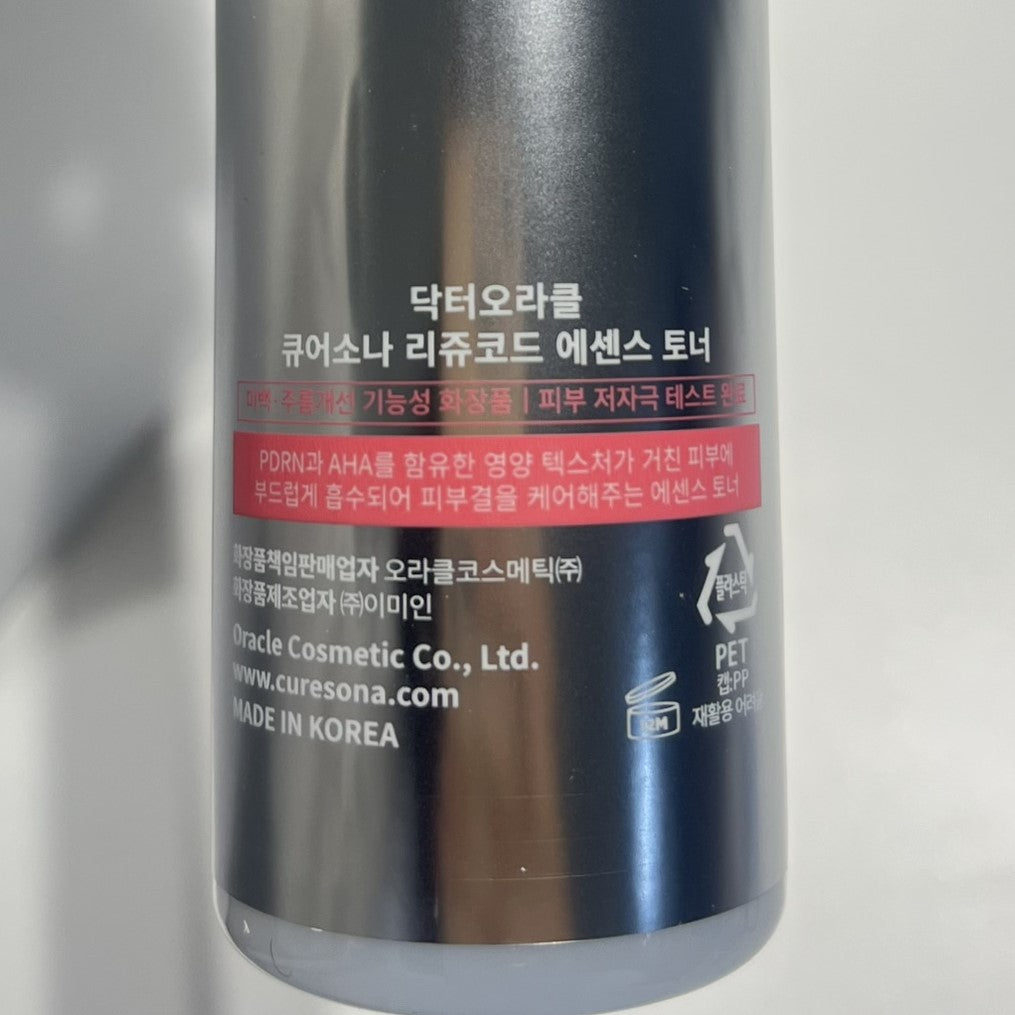 닥터오라클
큐어소나 리쥬코드 에센스 토너
미백·주름개선 기능성 화장품 | 피부 저자극 테스트 완료
PDRN과 AHA를 함유한 영양 텍스처가 거친 피부에
부드럽게 흡수되어 피부결을 케어해주는 에센스 토너
화장품책임판매업자 오라클코스메틱㈜
화장품제조업자 ㈜이미인
Oracle Cosmetic Co., Ltd.
www.curesona.com
MADE IN KOREA
플라스틱
PET
캡:PP
재활용 어려움
12M